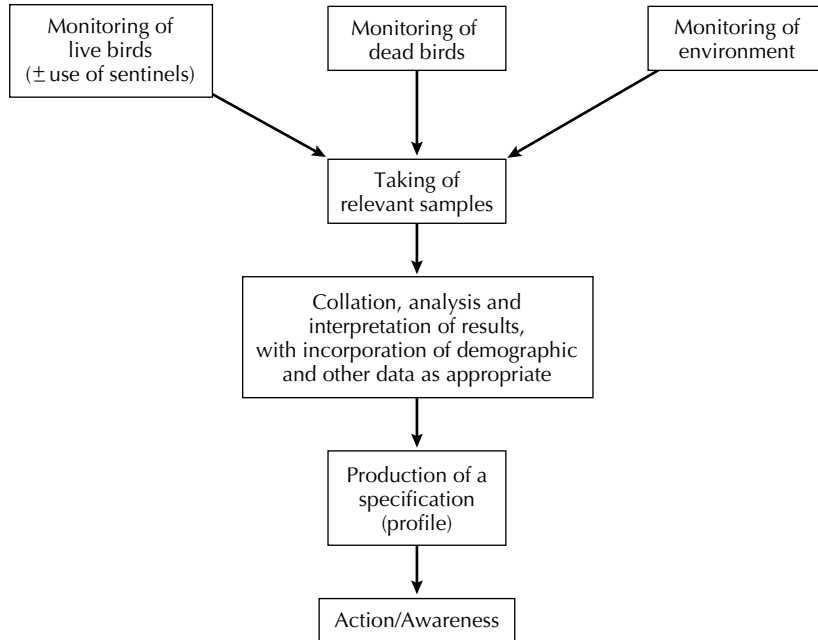 Monitoring of
live birds
(± use of sentinels)
Monitoring of
dead birds
Monitoring of
environment
Taking of
relevant samples
Collation, analysis and
interpretation of results,
with incorporation of demographic
and other data as appropriate
Production of a
specification
(profile)
Action/Awareness